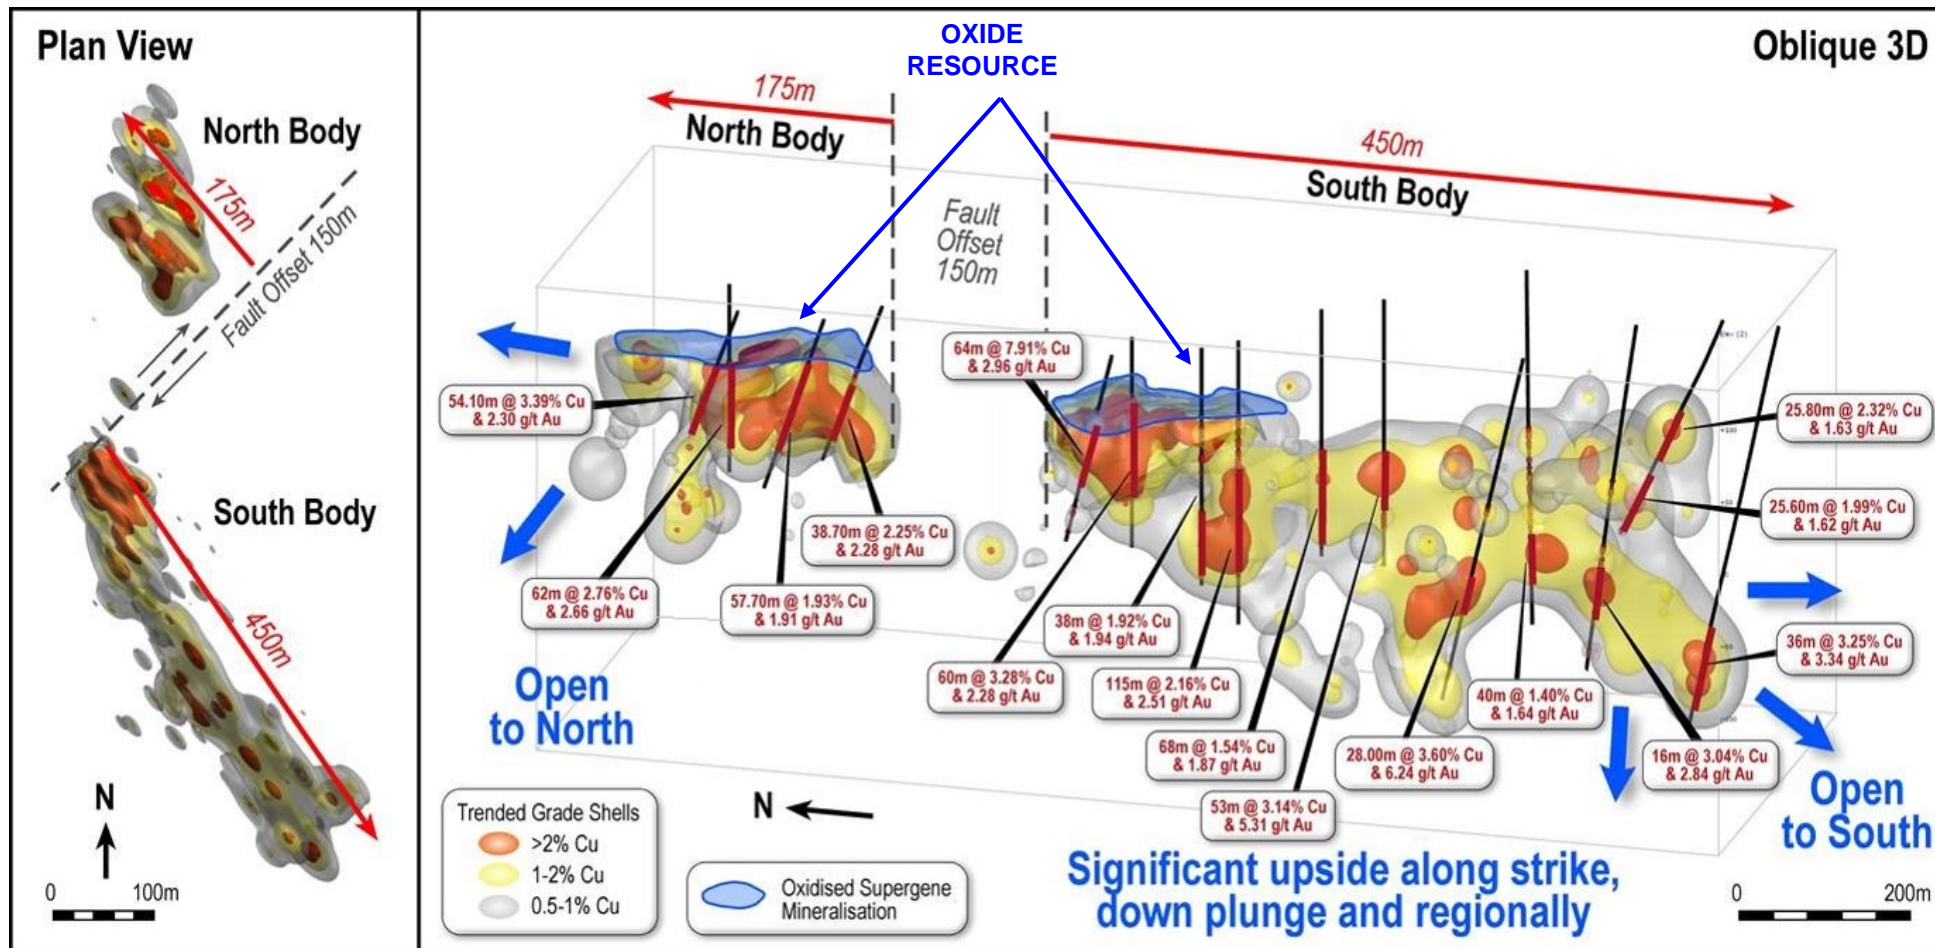 Plan View
North Body
175m
Fault Offset 150m
South Body
450m
N
0 100m
OXIDE
RESOURCE
Oblique 3D
175m
North Body
450m
South Body
Fault
Offset
150m
64m @ 7.91% Cu
& 2.96 g/t Au
54.10m @ 3.39% Cu
& 2.30 g/t Au
25.80m @ 2.32% Cu
& 1.63 g/t Au
25.60m @ 1.99% Cu
& 1.62 g/t Au
38.70m @ 2.25% Cu
& 2.28 g/t Au
62m @ 2.76% Cu
& 2.66 g/t Au
57.70m @ 1.93% Cu
& 1.91 g/t Au
38m @ 1.92% Cu
& 1.94 g/t Au
36m @ 3.25% Cu
& 3.34 g/t Au
60m @ 3.28% Cu
& 2.28 g/t Au
115m @ 2.16% Cu
& 2.51 g/t Au
40m @ 1.40% Cu
& 1.64 g/t Au
68m @ 1.54% Cu
& 1.87 g/t Au
28.00m @ 3.60% Cu
& 6.24 g/t Au
16m @ 3.04% Cu
& 2.84 g/t Au
53m @ 3.14% Cu
& 5.31 g/t Au
Open
to North
Open
to South
N
Trended Grade Shells
>2% Cu
1-2% Cu
0.5-1% Cu
Oxidised Supergene
Mineralisation
Significant upside along strike,
down plunge and regionally
0 200m